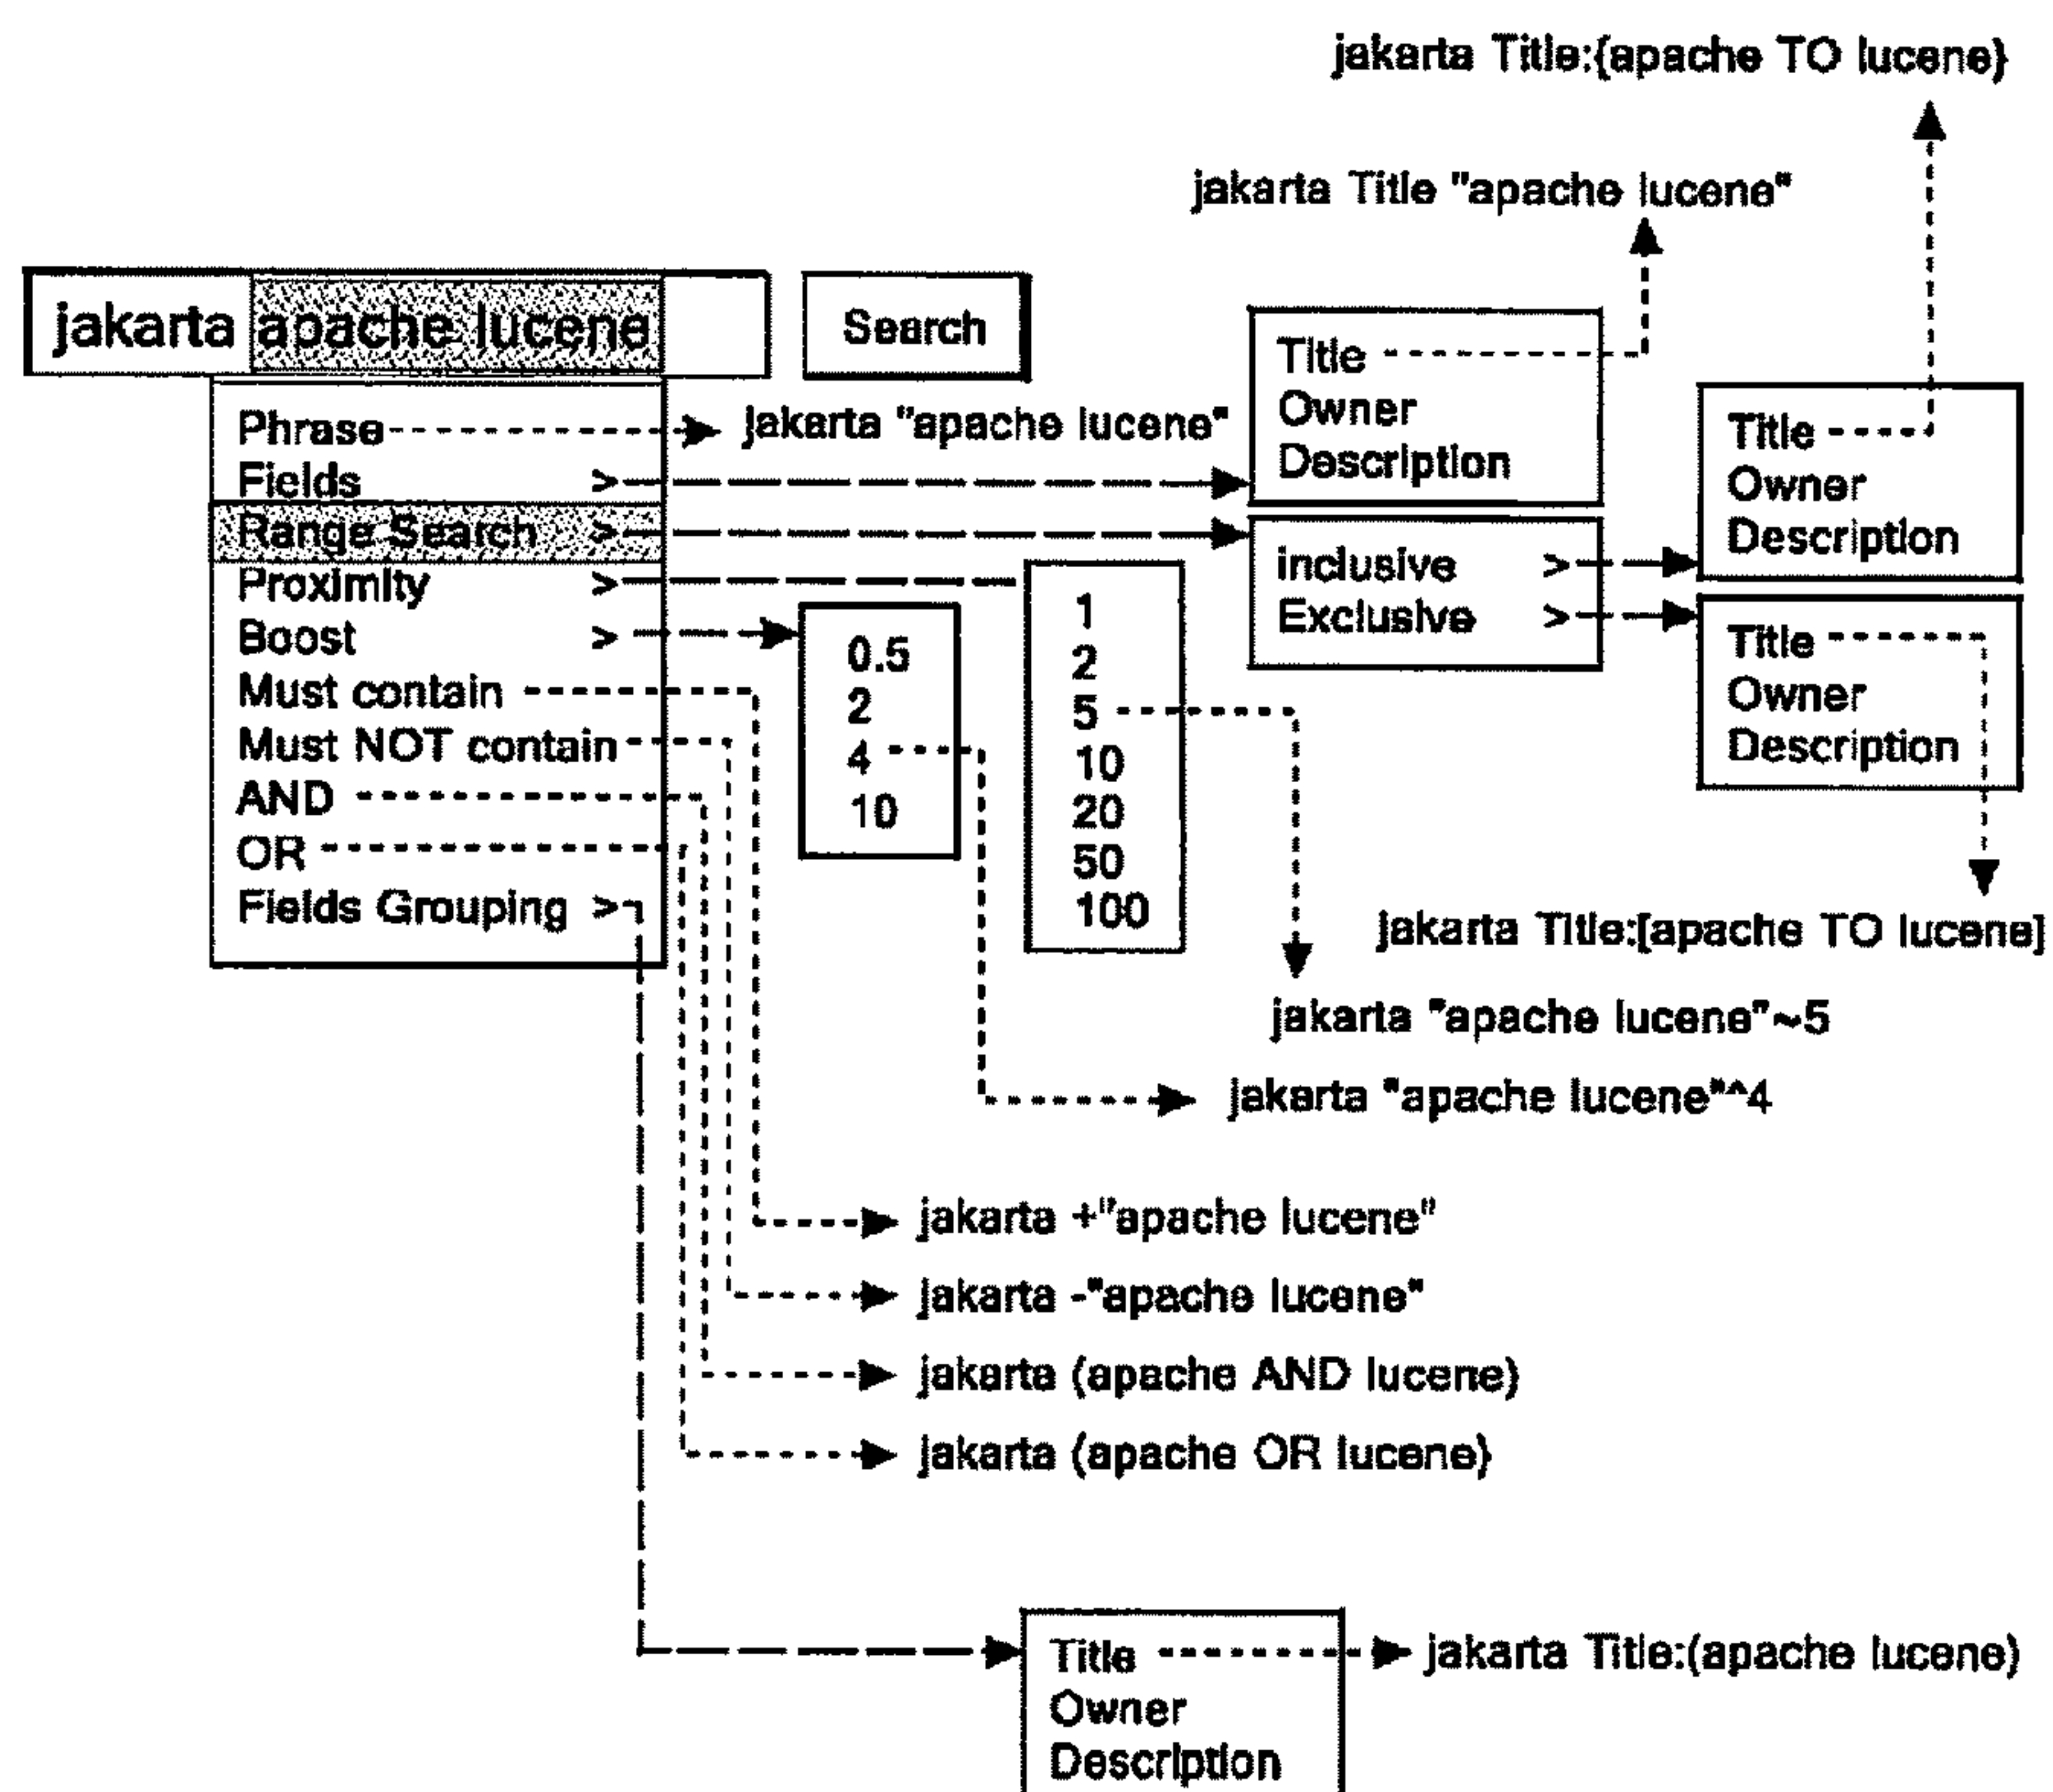 jakarta Title:{apache TO lucene}
jakarta Title "apache lucene"
jakarta apache lucene
Search
Phrase
jakarta "apache lucene"
Fields >
Range Search >
Proximity >
Boost >
Must contain
Must NOT contain
AND
OR
Fields Grouping >
0.5
2
4
10
1
2
5
10
20
50
100
Title
Owner
Description
inclusive >
Exclusive >
Title
Owner
Description
Title
Owner
Description
jakarta Title:[apache TO lucene]
jakarta "apache lucene"~5
jakarta "apache lucene"^4
jakarta +"apache lucene"
jakarta -"apache lucene"
jakarta (apache AND lucene)
jakarta (apache OR lucene)
Title
jakarta Title:(apache lucene)
Owner
Description